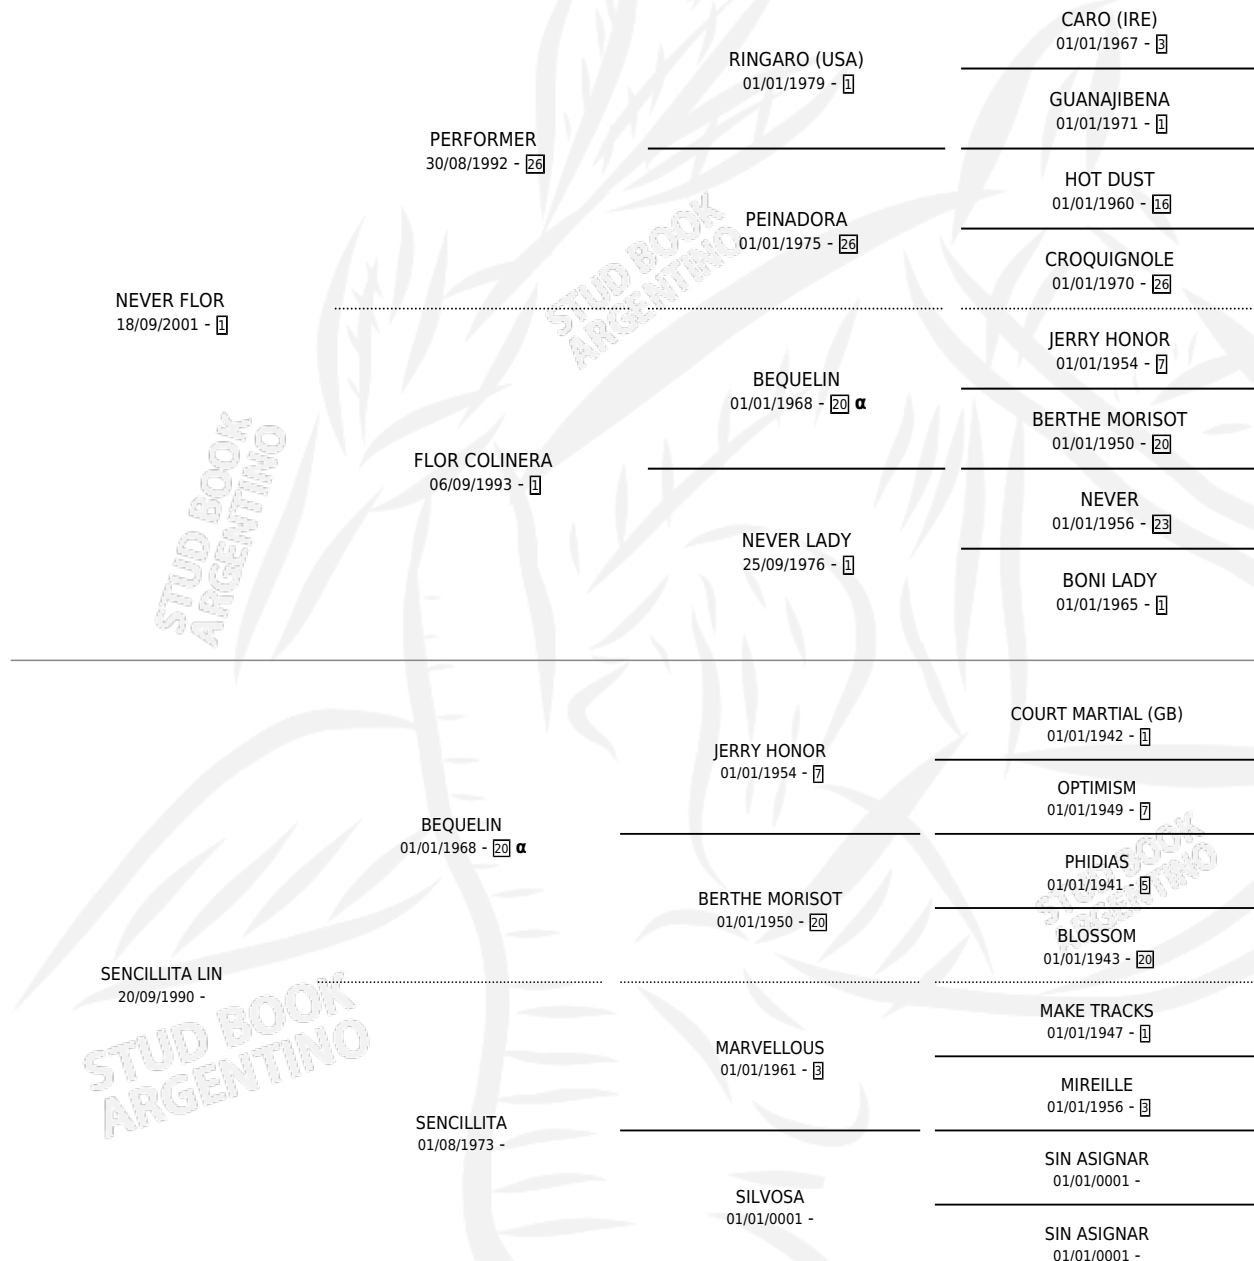 CARO (IRE)
01/01/1967 - 3
RINGARO (USA)
01/01/1979 - 1
GUANAJIBENA
01/01/1971 - 1
PERFORMER
30/08/1992 - 26
HOT DUST
01/01/1960 - 16
PEINADORA
01/01/1975 - 26
CROQUIGNOLE
01/01/1970 - 26
NEVER FLOR
18/09/2001 - 1
JERRY HONOR
01/01/1954 - 7
BEQUELIN
01/01/1968 - 20 α
BERTHE MORISOT
01/01/1950 - 20
FLOR COLINERA
06/09/1993 - 1
NEVER
01/01/1956 - 23
NEVER LADY
25/09/1976 - 1
BONI LADY
01/01/1965 - 1
COURT MARTIAL (GB)
01/01/1942 - 1
JERRY HONOR
01/01/1954 - 7
OPTIMISM
01/01/1949 - 7
BEQUELIN
01/01/1968 - 20 α
PHIDIAS
01/01/1941 - 5
BERTHE MORISOT
01/01/1950 - 20
BLOSSOM
01/01/1943 - 20
SENCILLITA LIN
20/09/1990 -
MAKE TRACKS
01/01/1947 - 1
MARVELLOUS
01/01/1961 - 3
MIREILLE
01/01/1956 - 3
SENCILLITA
01/08/1973 -
SIN ASIGNAR
01/01/0001 -
SILVOSA
01/01/0001 -
SIN ASIGNAR
01/01/0001 -
STUD BOOK
ARGENTINO
STUD BOOK
ARGENTINO
STUD BOOK
ARGENTINO
STUD BOOK
ARGENTINO